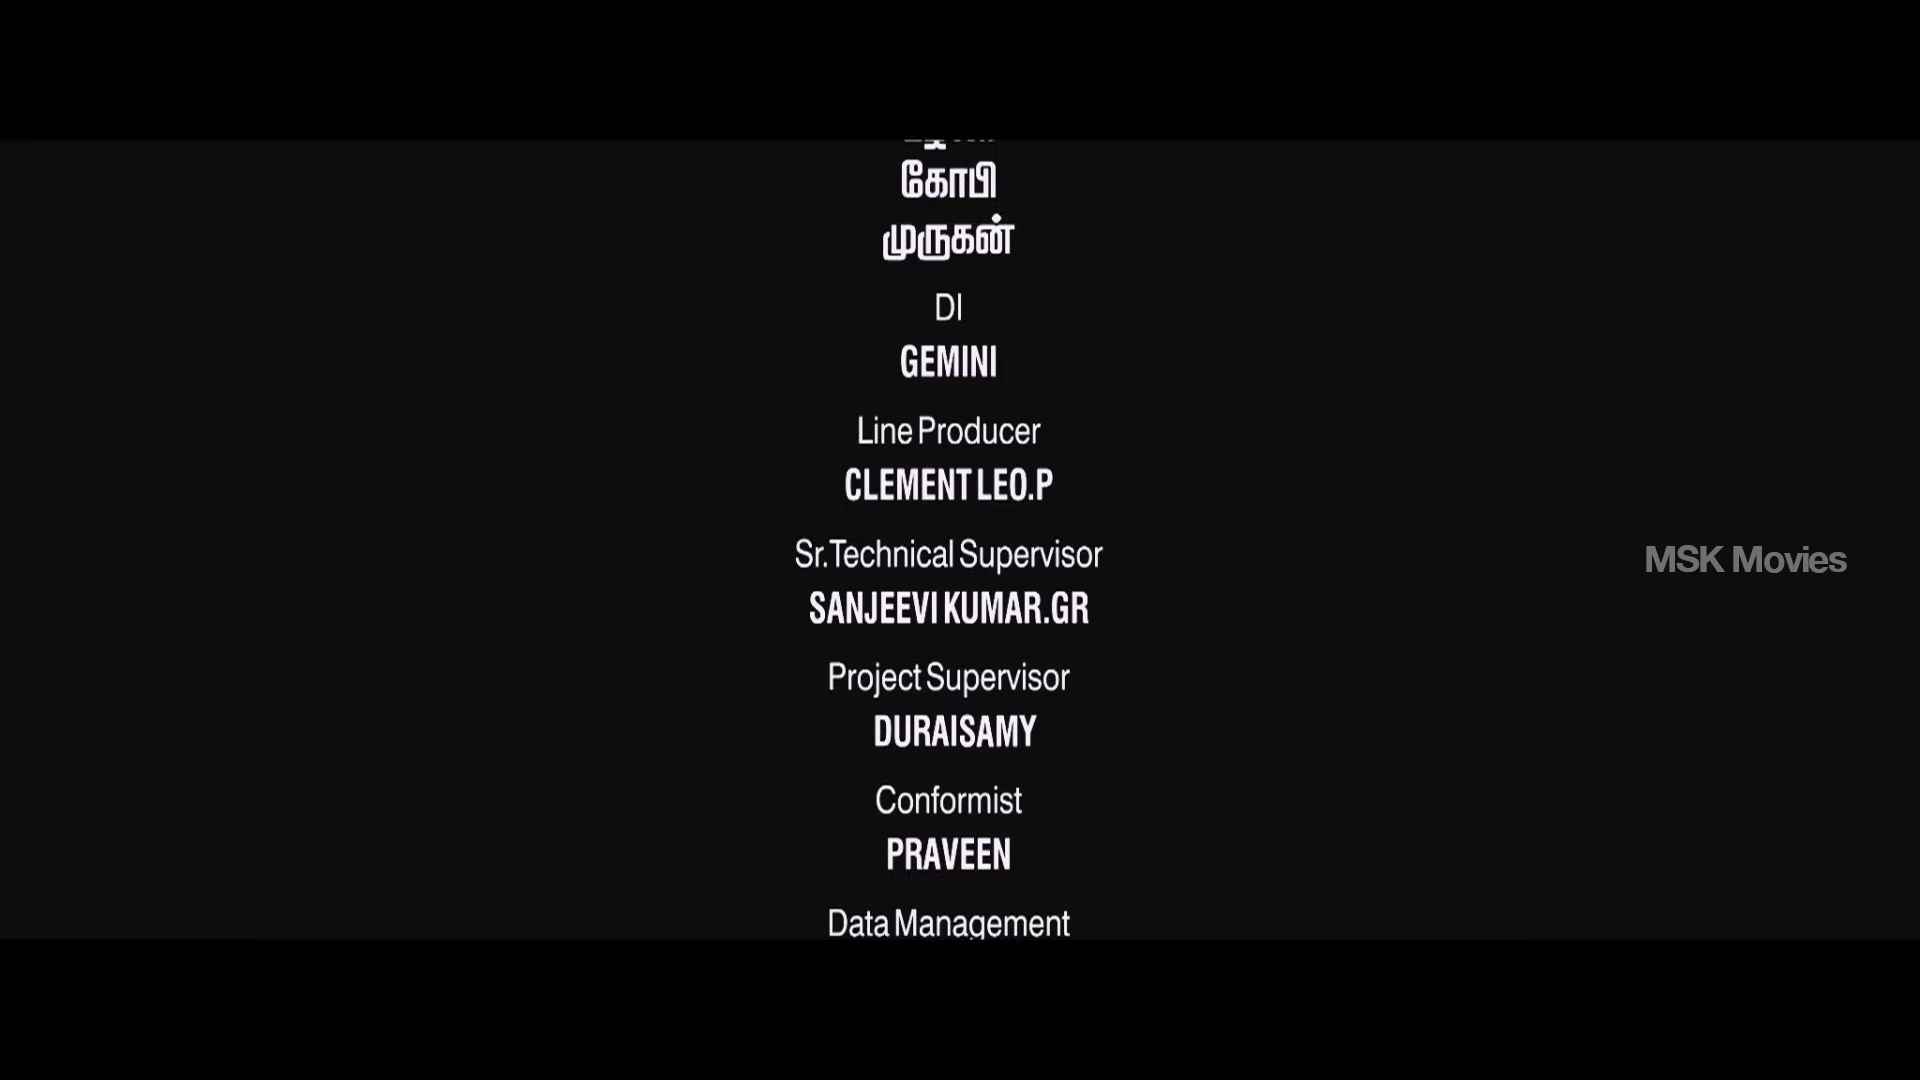 கோபி
முருகன்
DI
GEMINI
Line Producer
CLEMENT LEO.P
Sr.Technical Supervisor
SANJEEVI KUMAR.GR
MSK Movies
Project Supervisor
DURAISAMY
Conformist
PRAVEEN
Data Management